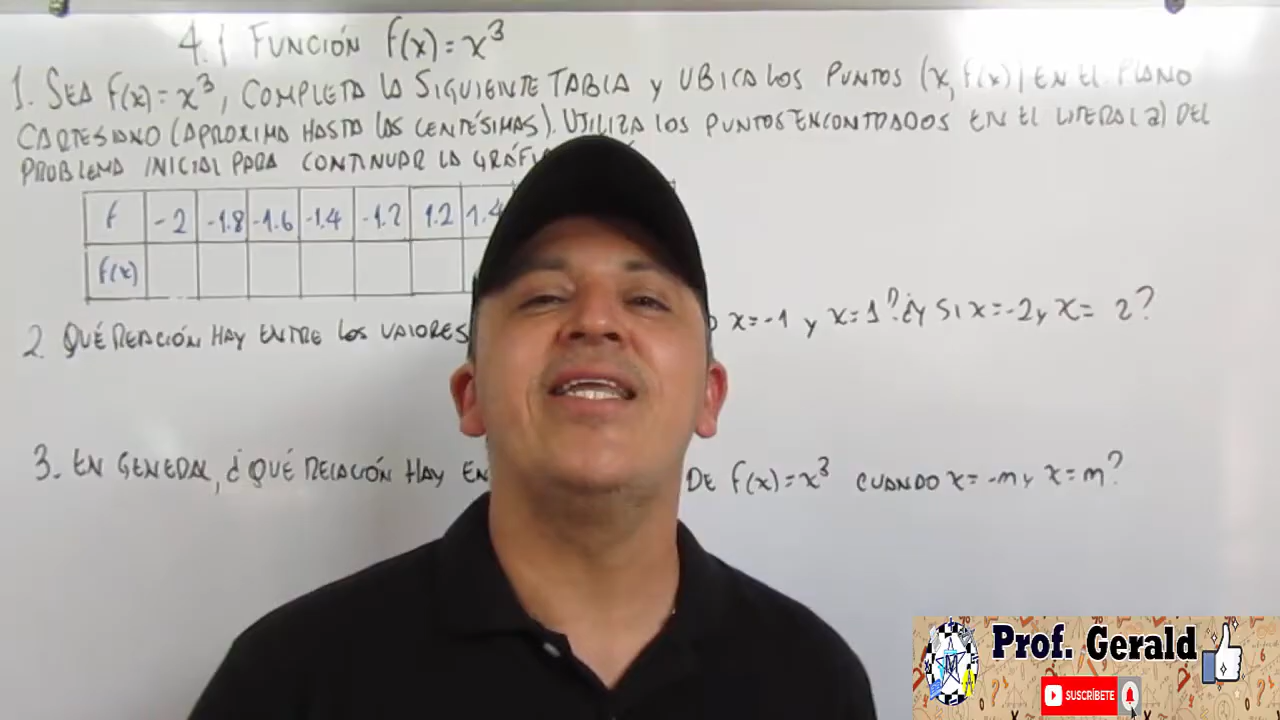 4.1 FUNCIÓN f(x)=x³
1. SEA f(x)=x³, COMPLETA LA SIGUIENTE TABLA Y UBICA LOS PUNTOS (x, f(x)) EN EL PLANO
CARTESIANO (APROXIMA HASTA LAS CENTÉSIMAS). UTILIZA LOS PUNTOS ENCONTRADOS EN EL LITERAL (a) DEL
PROBLEMA INICIAL PARA CONTINUAR LA
f -2 -1.8 -1.6 -1.4 -1.2 1.2 1.4
f(x)
2. QUÉ RELACIÓN HAY ENTRE LOS VALORES x=-1 y x=1? ¿Y SI x=-2 y x= 2?
3. EN GENERAL, ¿QUÉ RELACIÓN HAY DE f(x)=x³ CUANDO x=-m y x=m?
Prof. Gerald
SUSCRÍBETE